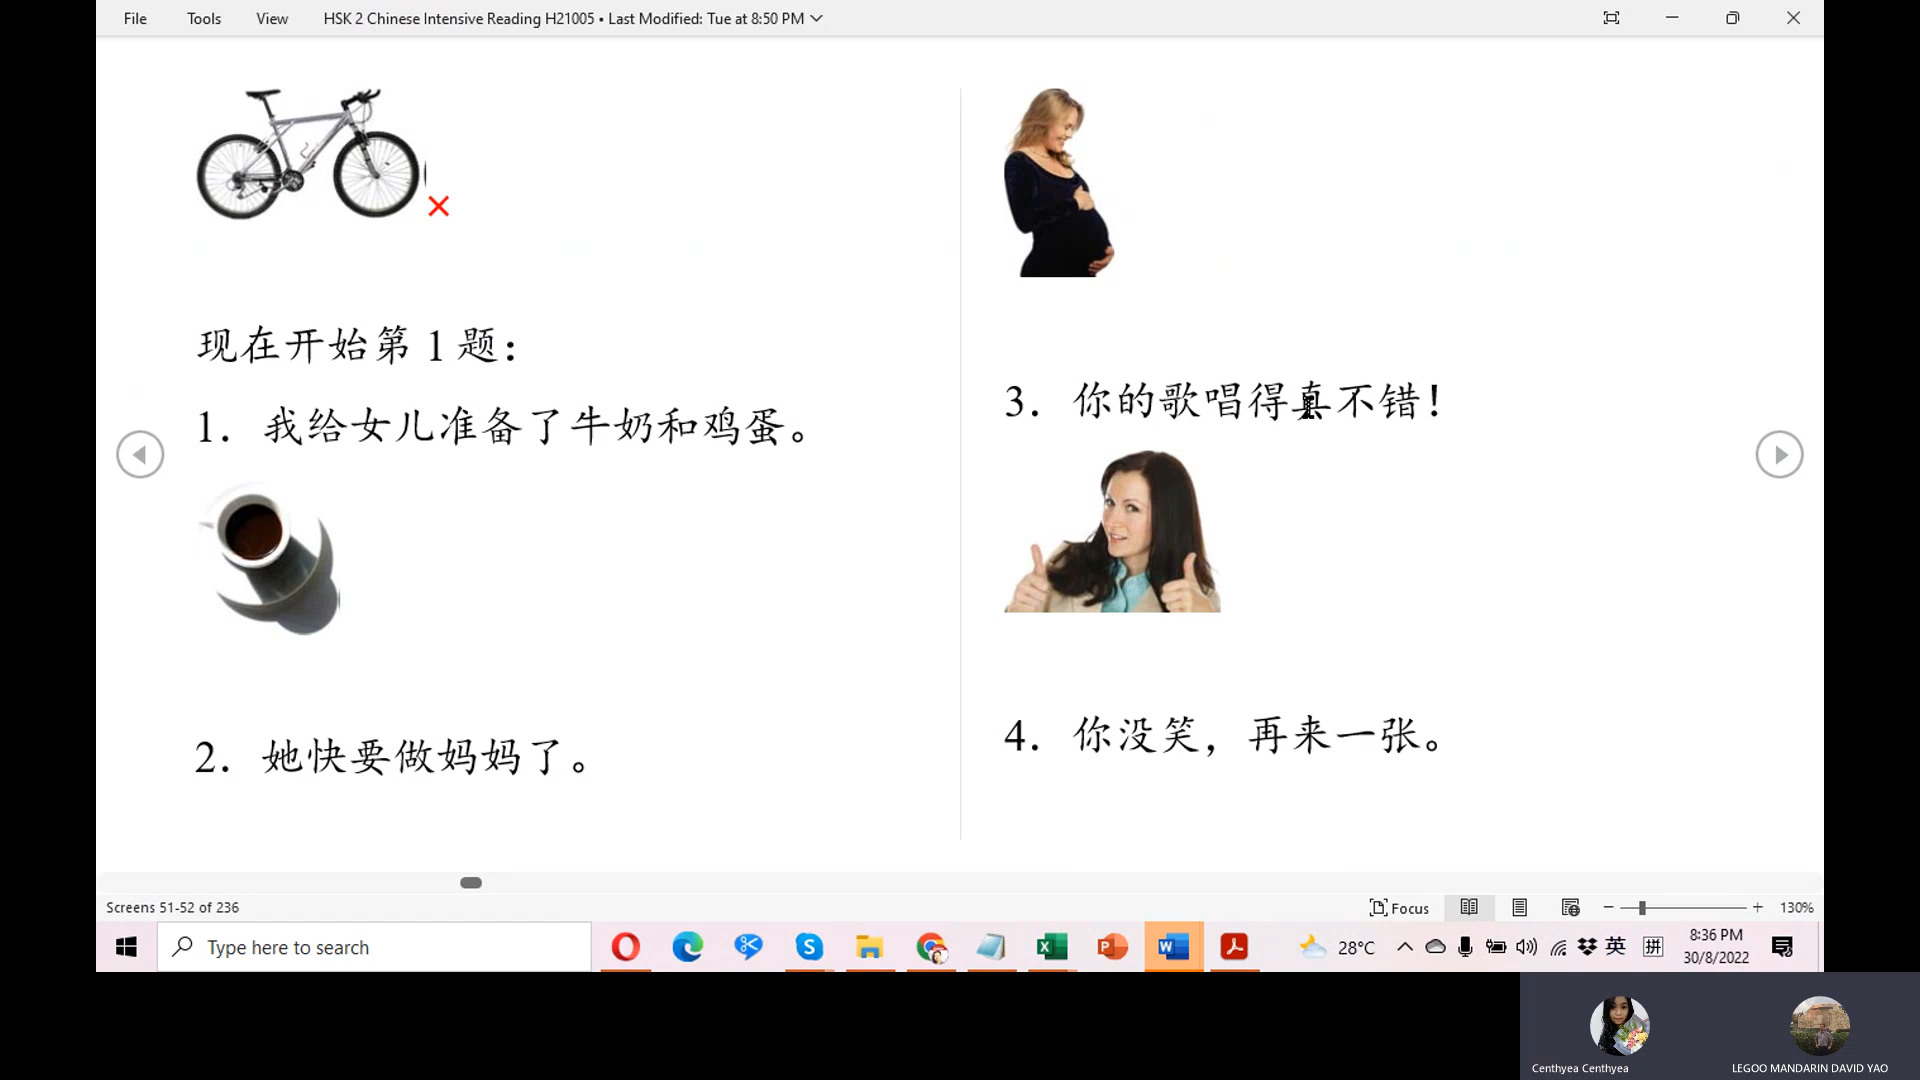 File Tools View HSK 2 Chinese Intensive Reading H21005 • Last Modified: Tue at 8:50 PM
现在开始第 1 题：
1. 我给女儿准备了牛奶和鸡蛋。
2. 她快要做妈妈了。
3. 你的歌唱得真不错！
4. 你没笑，再来一张。
Screens 51-52 of 236 Focus 130%
Type here to search 28°C 英 拼 8:36 PM
30/8/2022
Centhyea Centhyea LEGOO MANDARIN DAVID YAO